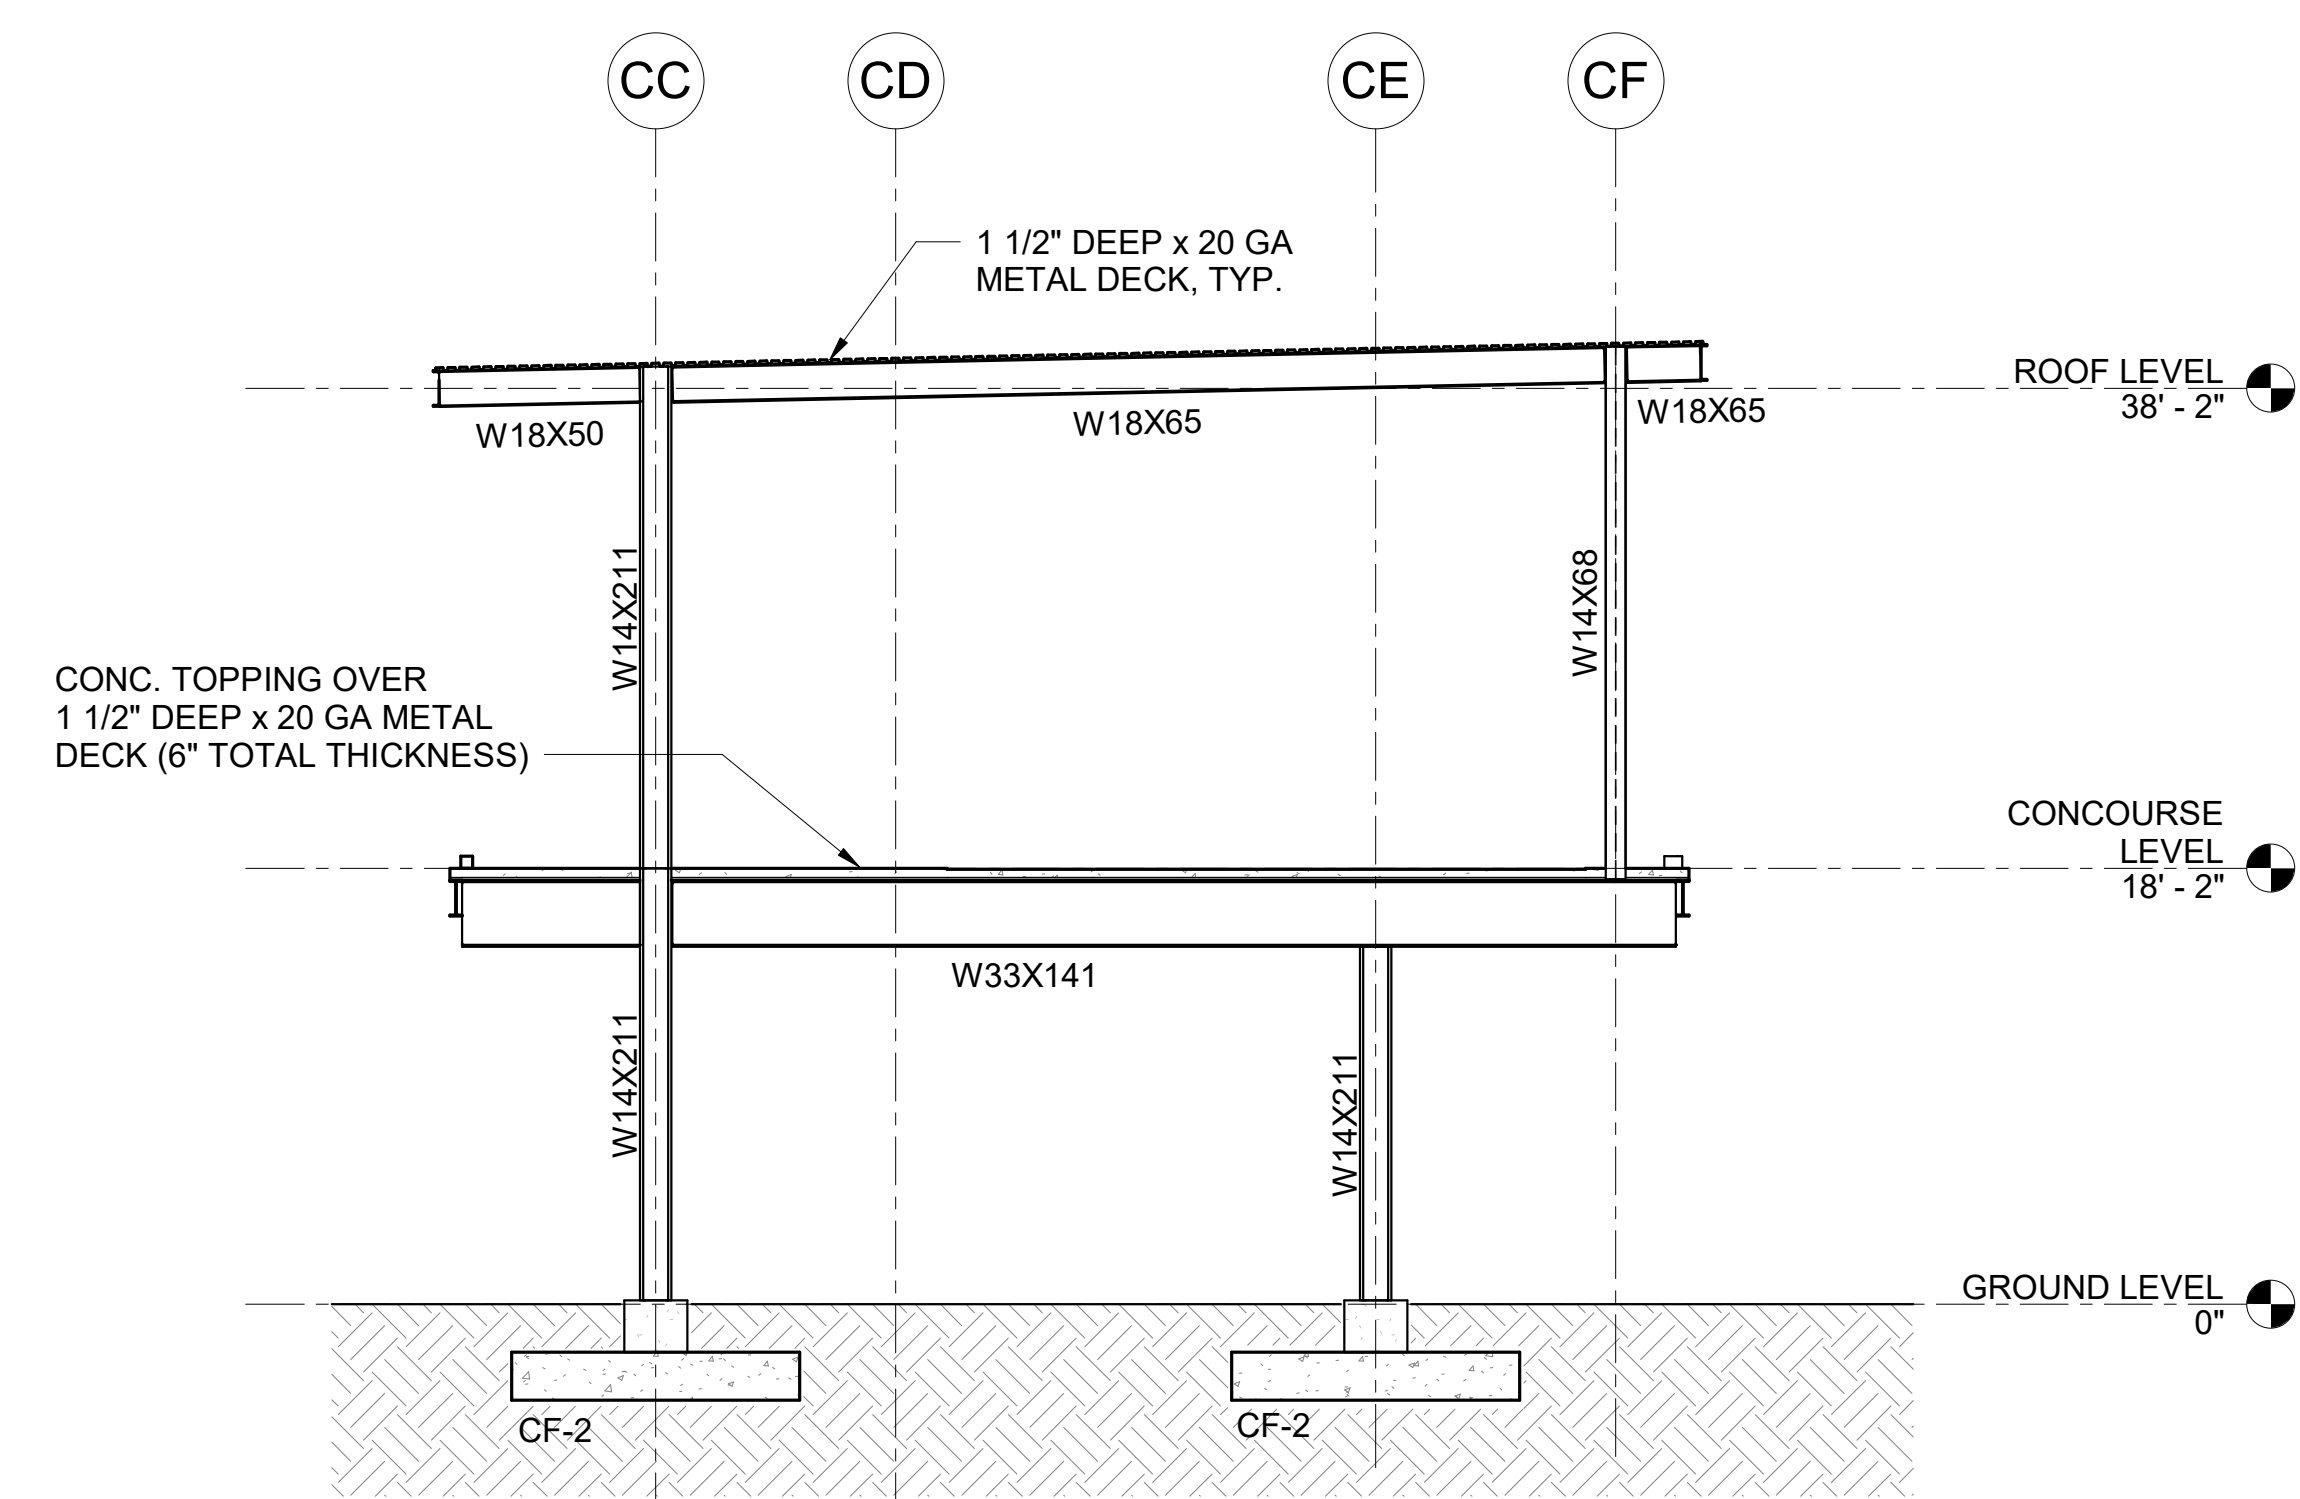 CC
CD
CE
CF
1 1/2" DEEP x 20 GA
METAL DECK, TYP.
ROOF LEVEL
38' - 2"
W18X50
W18X65
W18X65
W14X211
W14X68
CONC. TOPPING OVER
1 1/2" DEEP x 20 GA METAL
DECK (6" TOTAL THICKNESS)
CONCOURSE
LEVEL
18' - 2"
W33X141
W14X211
W14X211
GROUND LEVEL
0"
CF-2
CF-2